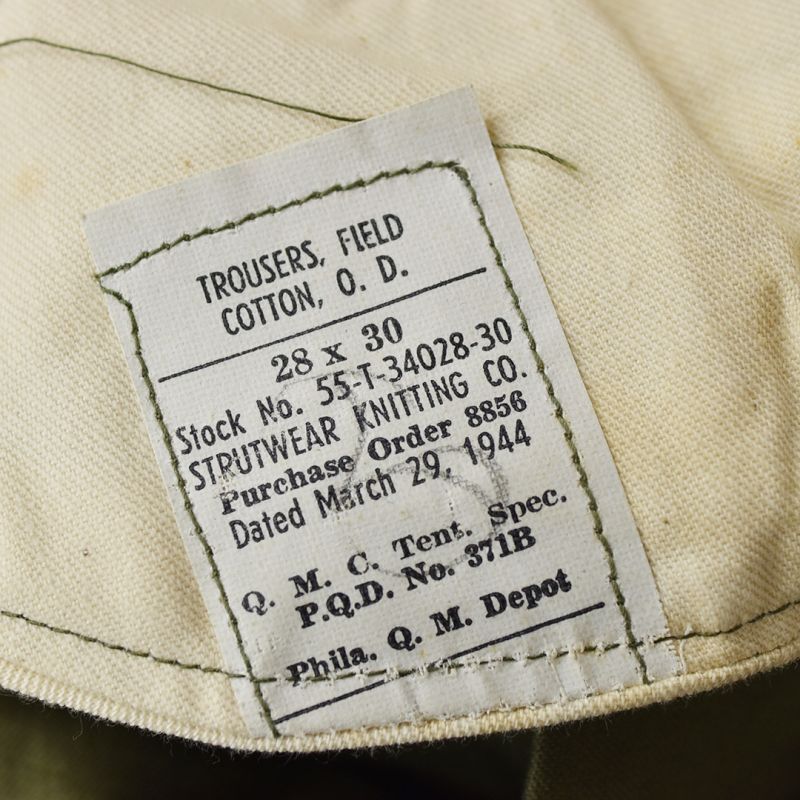 TROUSERS, FIELD
COTTON, O. D.
28 x 30
Stock No. 55-T-34028-30
STRUTWEAR KNITTING CO.
Purchase Order 8856
Dated March 29, 1944
Q. M. C. Tent. Spec.
P.Q.D. No. 371B
Phila. Q. M. Depot